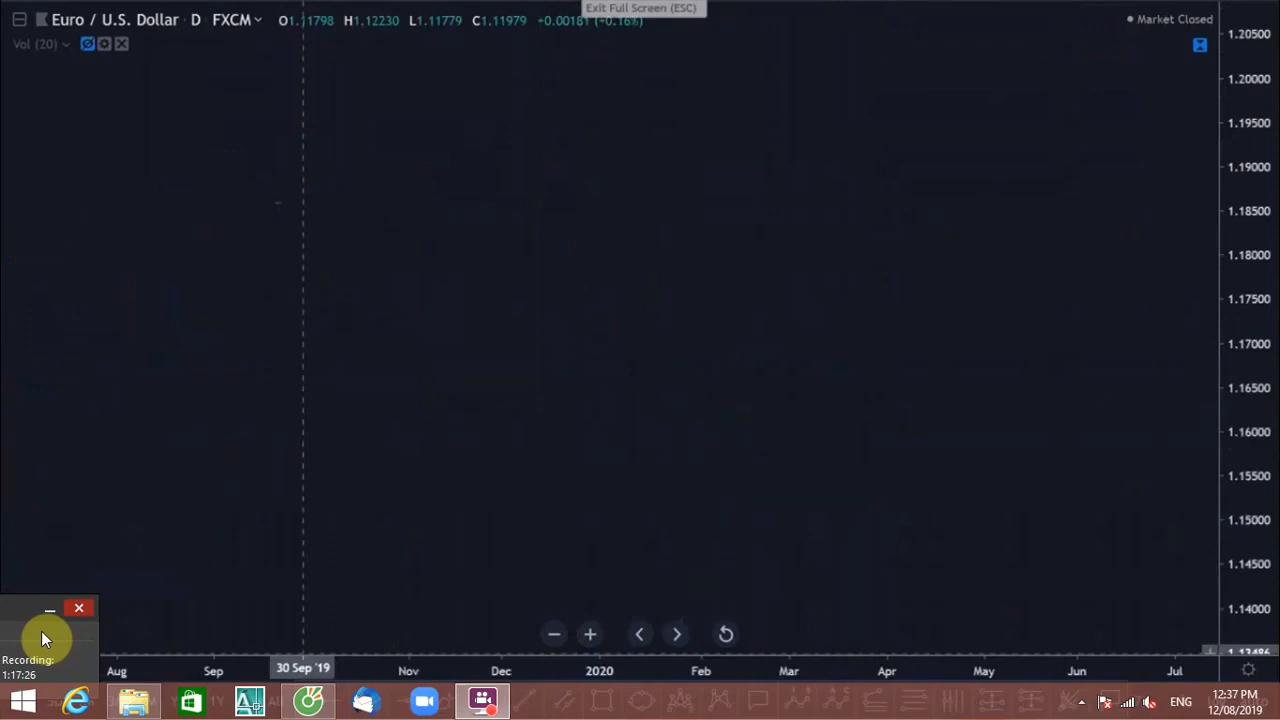 Exit Full Screen (ESC)
Euro / U.S. Dollar D FXCM O1.11798 H1.12230 L1.11779 C1.11979 +0.00181 (+0.16%)
Market Closed
Vol (20)
1.20500
1.20000
1.19500
1.19000
1.18500
1.18000
1.17500
1.17000
1.16500
1.16000
1.15500
1.15000
1.14500
1.14000
1.13486
Recording:
1:17:26
Aug Sep 30 Sep '19 Nov Dec 2020 Feb Mar Apr May Jun Jul
ENG
12:37 PM
12/08/2019